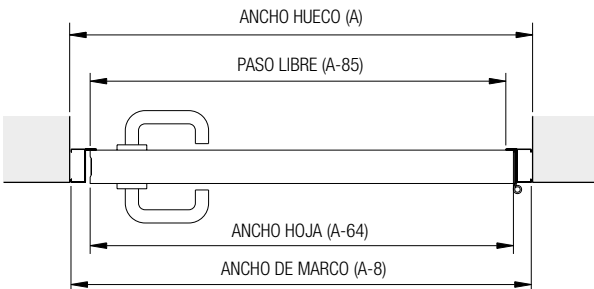 ANCHO HUECO (A)
PASO LIBRE (A-85)
ANCHO HOJA (A-64)
ANCHO DE MARCO (A-8)